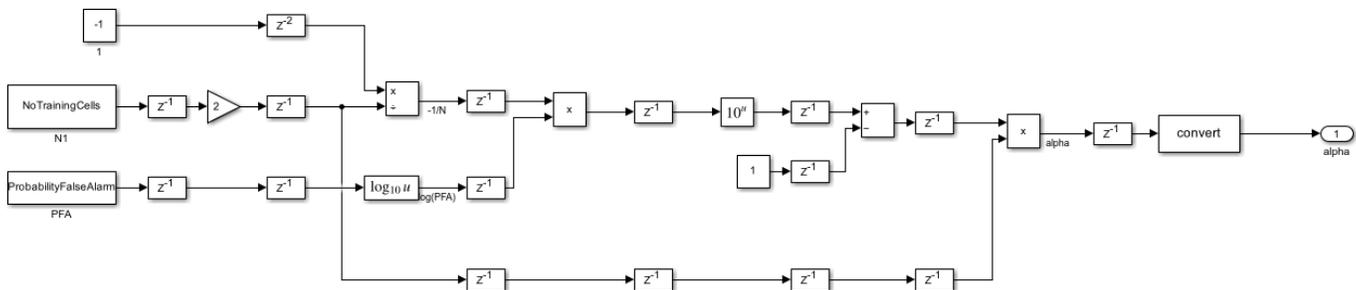 -1
z-2
1
NoTrainingCells
z-1
2
z-1
x
÷
-1/N
z-1
x
z-1
10u
z-1
+
−
z-1
x
alpha
z-1
convert
1
alpha
N1
1
z-1
ProbabilityFalseAlarm
z-1
z-1
log10 u
log(PFA)
z-1
PFA
z-1
z-1
z-1
z-1